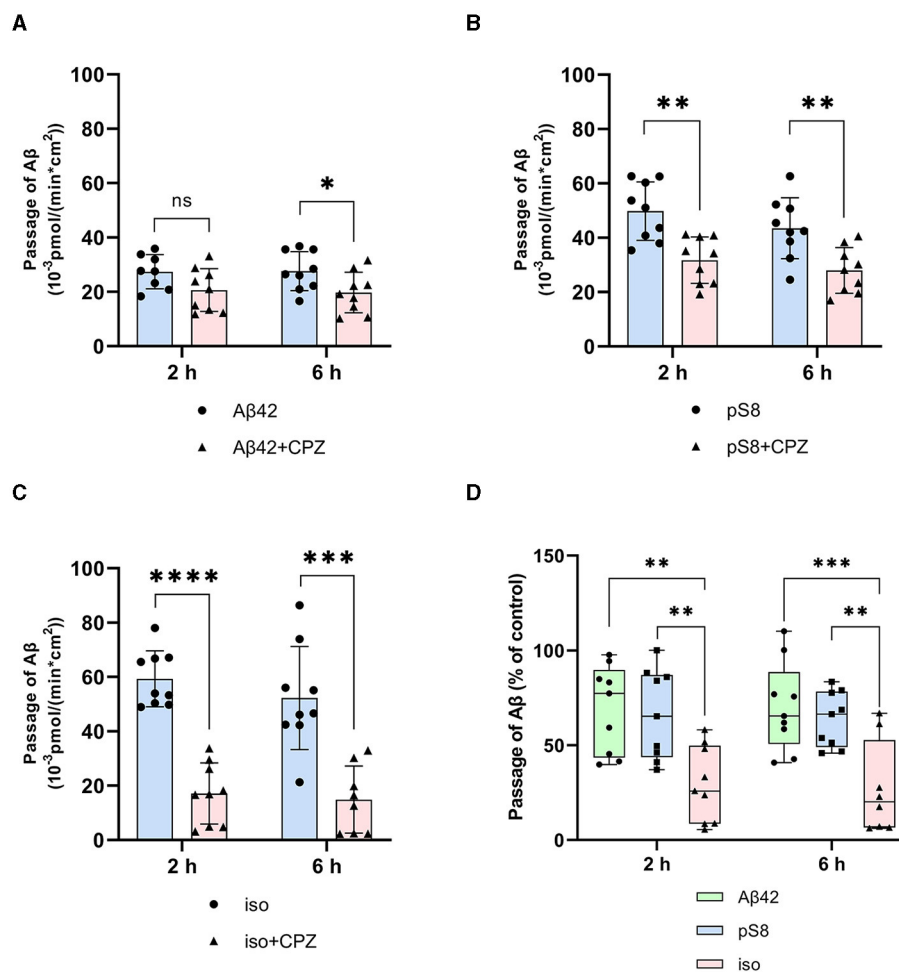 A
Passage of Aβ
(10⁻³pmol/(min*cm²))
100
80
60
40
20
0
ns
*
2 h
6 h
Aβ42
Aβ42+CPZ
B
Passage of Aβ
(10⁻³pmol/(min*cm²))
100
80
60
40
20
0
**
**
2 h
6 h
pS8
pS8+CPZ
C
Passage of Aβ
(10⁻³pmol/(min*cm²))
100
80
60
40
20
0
****
***
2 h
6 h
iso
iso+CPZ
D
Passage of Aβ (% of control)
150
100
50
0
**
**
***
**
2 h
6 h
Aβ42
pS8
iso